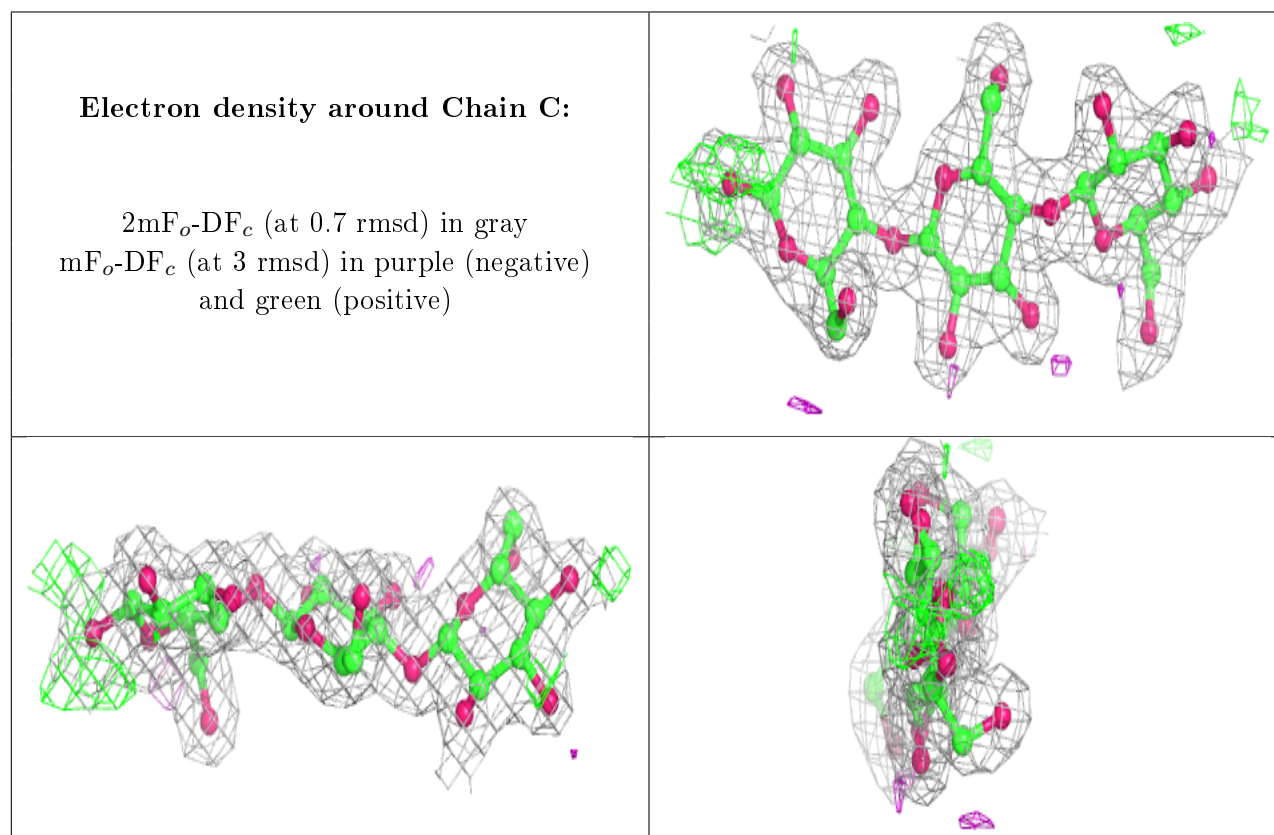 Electron density around Chain C:
2mFₒ-DF𝒸 (at 0.7 rmsd) in gray
mFₒ-DF𝒸 (at 3 rmsd) in purple (negative)
and green (positive)